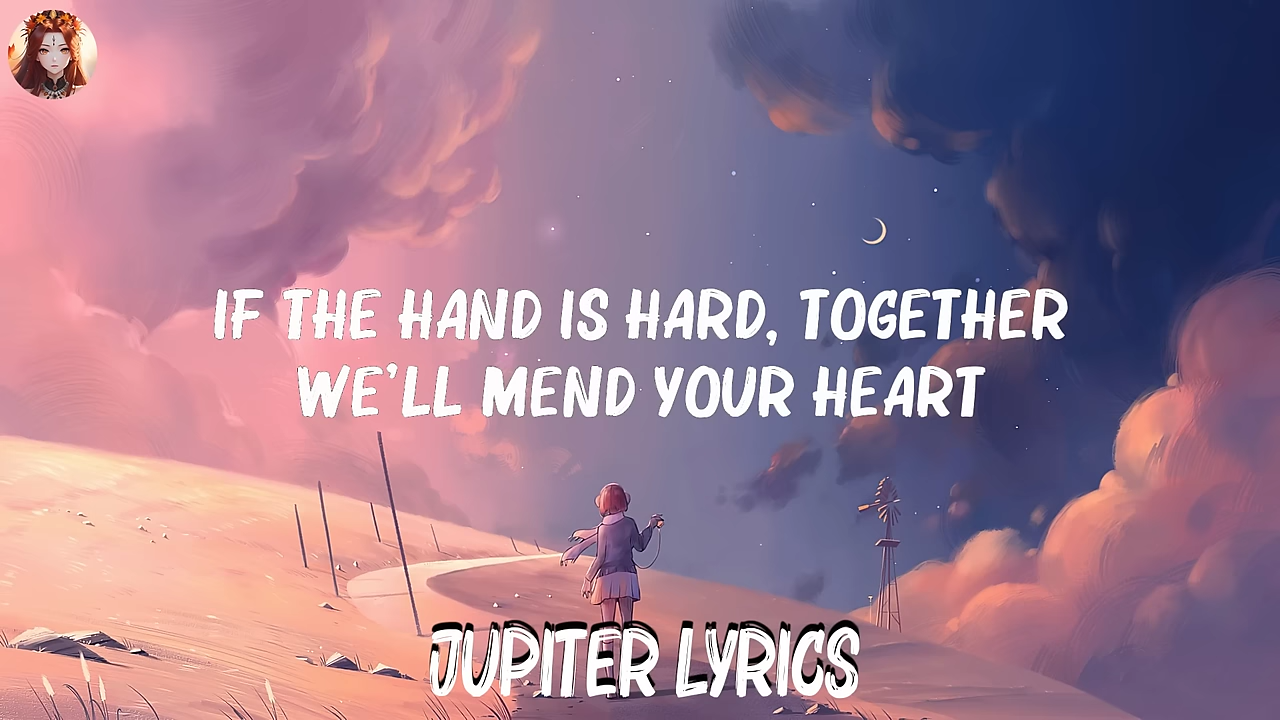 IF THE HAND IS HARD, TOGETHER
WE'LL MEND YOUR HEART
JUPITER LYRICS